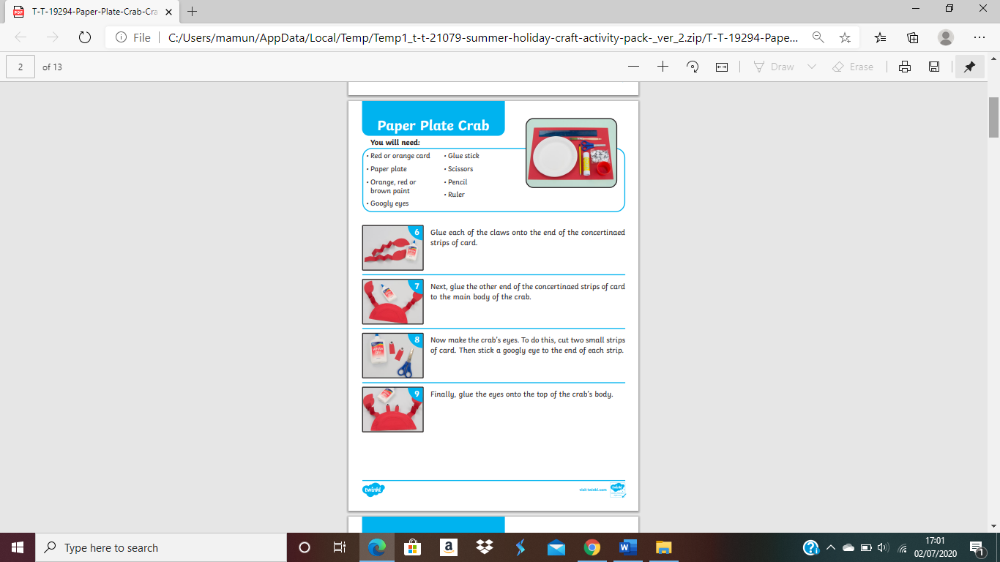 T-T-19294-Paper-Plate-Crab-Cra
File
C:/Users/mamun/AppData/Local/Temp/Temp1_t-t-21079-summer-holiday-craft-activity-pack-_ver_2.zip/T-T-19294-Pape...
2 of 13
Draw
Erase
Paper Plate Crab
You will need:
• Red or orange card
• Paper plate
• Orange, red or
brown paint
• Googly eyes
• Glue stick
• Scissors
• Pencil
• Ruler
6
Glue each of the claws onto the end of the concertinaed
strips of card.
7
Next, glue the other end of the concertinaed strips of card
to the main body of the crab.
8
Now make the crab's eyes. To do this, cut two small strips
of card. Then stick a googly eye to the end of each strip.
9
Finally, glue the eyes onto the top of the crab's body.
twinkl
visit twinkl.com
twinkl
Type here to search
17:01
02/07/2020
1